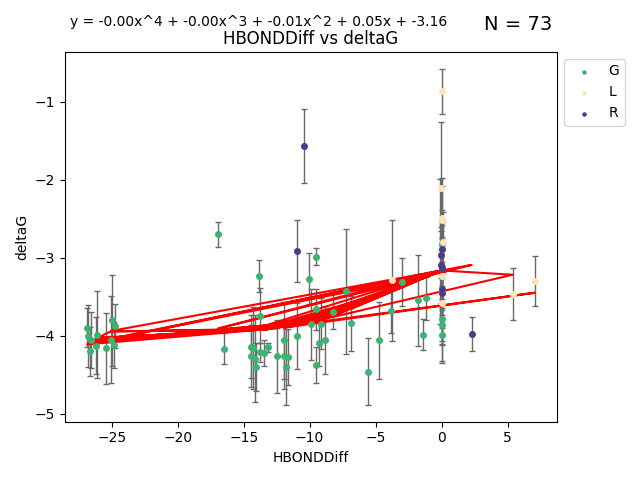 y = -0.00x^4 + -0.00x^3 + -0.01x^2 + 0.05x + -3.16
N = 73
HBONDDiff vs deltaG
G
L
R
−1
−2
−3
−4
−5
deltaG
−25 −20 −15 −10 −5 0 5
HBONDDiff